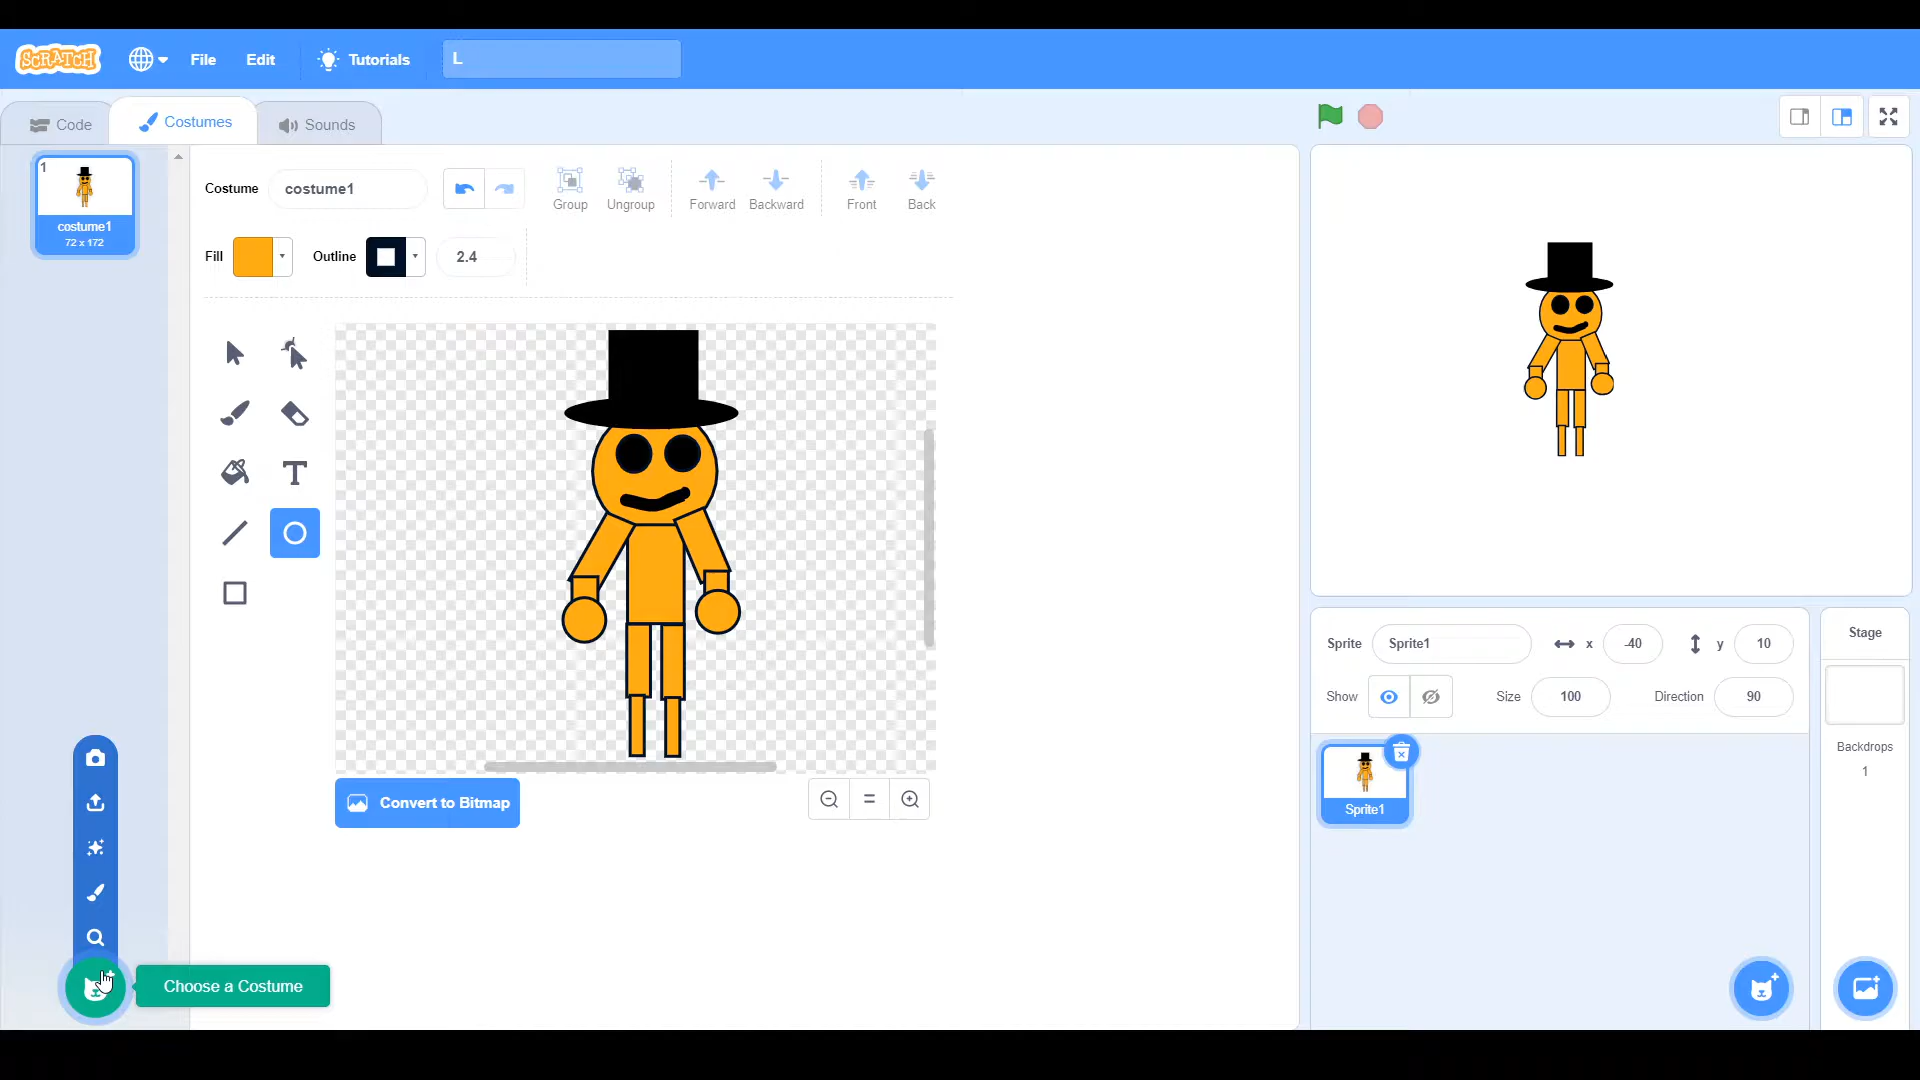 SCRATCH
File
Edit
Tutorials
L
Code
Costumes
Sounds
1
costume1
72 x 172
Costume
costume1
Group
Ungroup
Forward
Backward
Front
Back
Fill
Outline
2.4
Convert to Bitmap
Choose a Costume
Sprite
Sprite1
x
-40
y
10
Show
Size
100
Direction
90
Sprite1
Stage
Backdrops
1